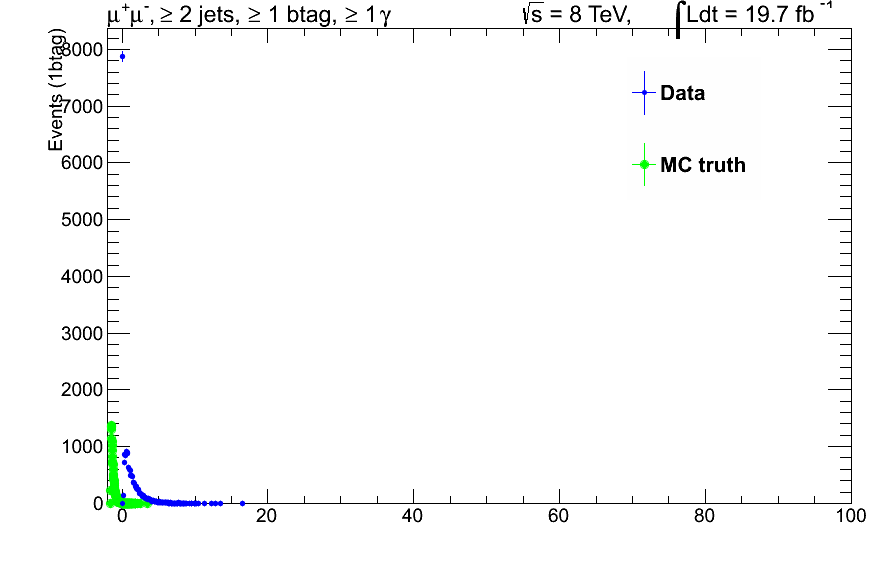 μ⁺μ⁻, ≥ 2 jets, ≥ 1 btag, ≥ 1 γ
√s = 8 TeV, ∫Ldt = 19.7 fb⁻¹
Events (1btag)
8000
7000
6000
5000
4000
3000
2000
1000
0
Data
MC truth
0 20 40 60 80 100